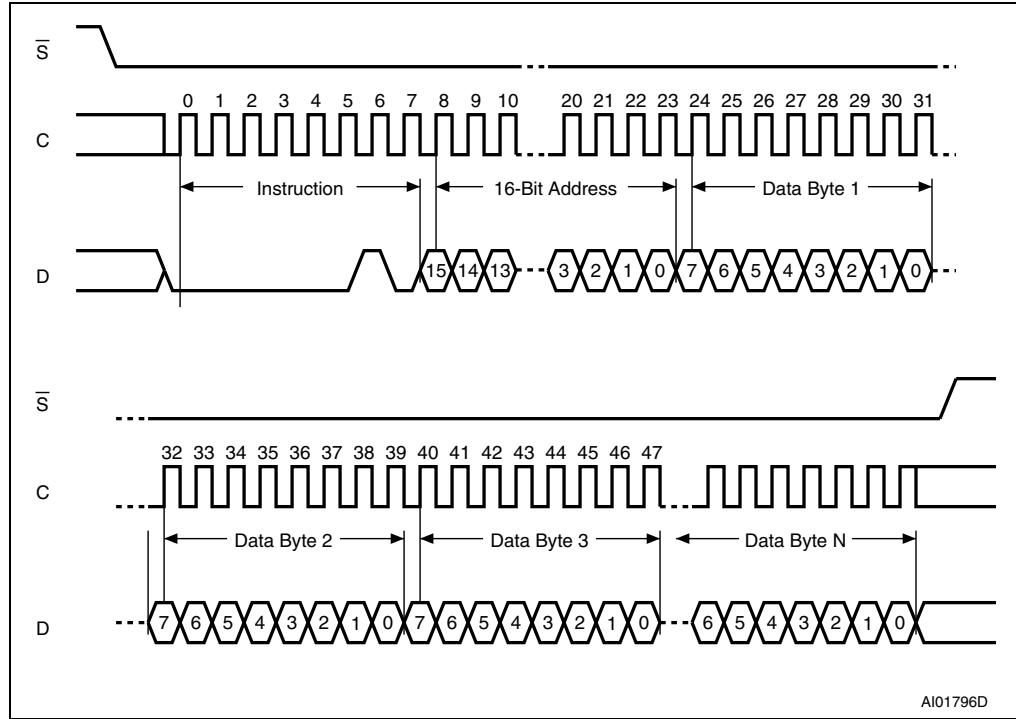 S̅
0 1 2 3 4 5 6 7 8 9 10 20 21 22 23 24 25 26 27 28 29 30 31
C
Instruction 16-Bit Address Data Byte 1
D 15 14 13 3 2 1 0 7 6 5 4 3 2 1 0
S̅
32 33 34 35 36 37 38 39 40 41 42 43 44 45 46 47
C
Data Byte 2 Data Byte 3 Data Byte N
D 7 6 5 4 3 2 1 0 7 6 5 4 3 2 1 0 6 5 4 3 2 1 0
AI01796D